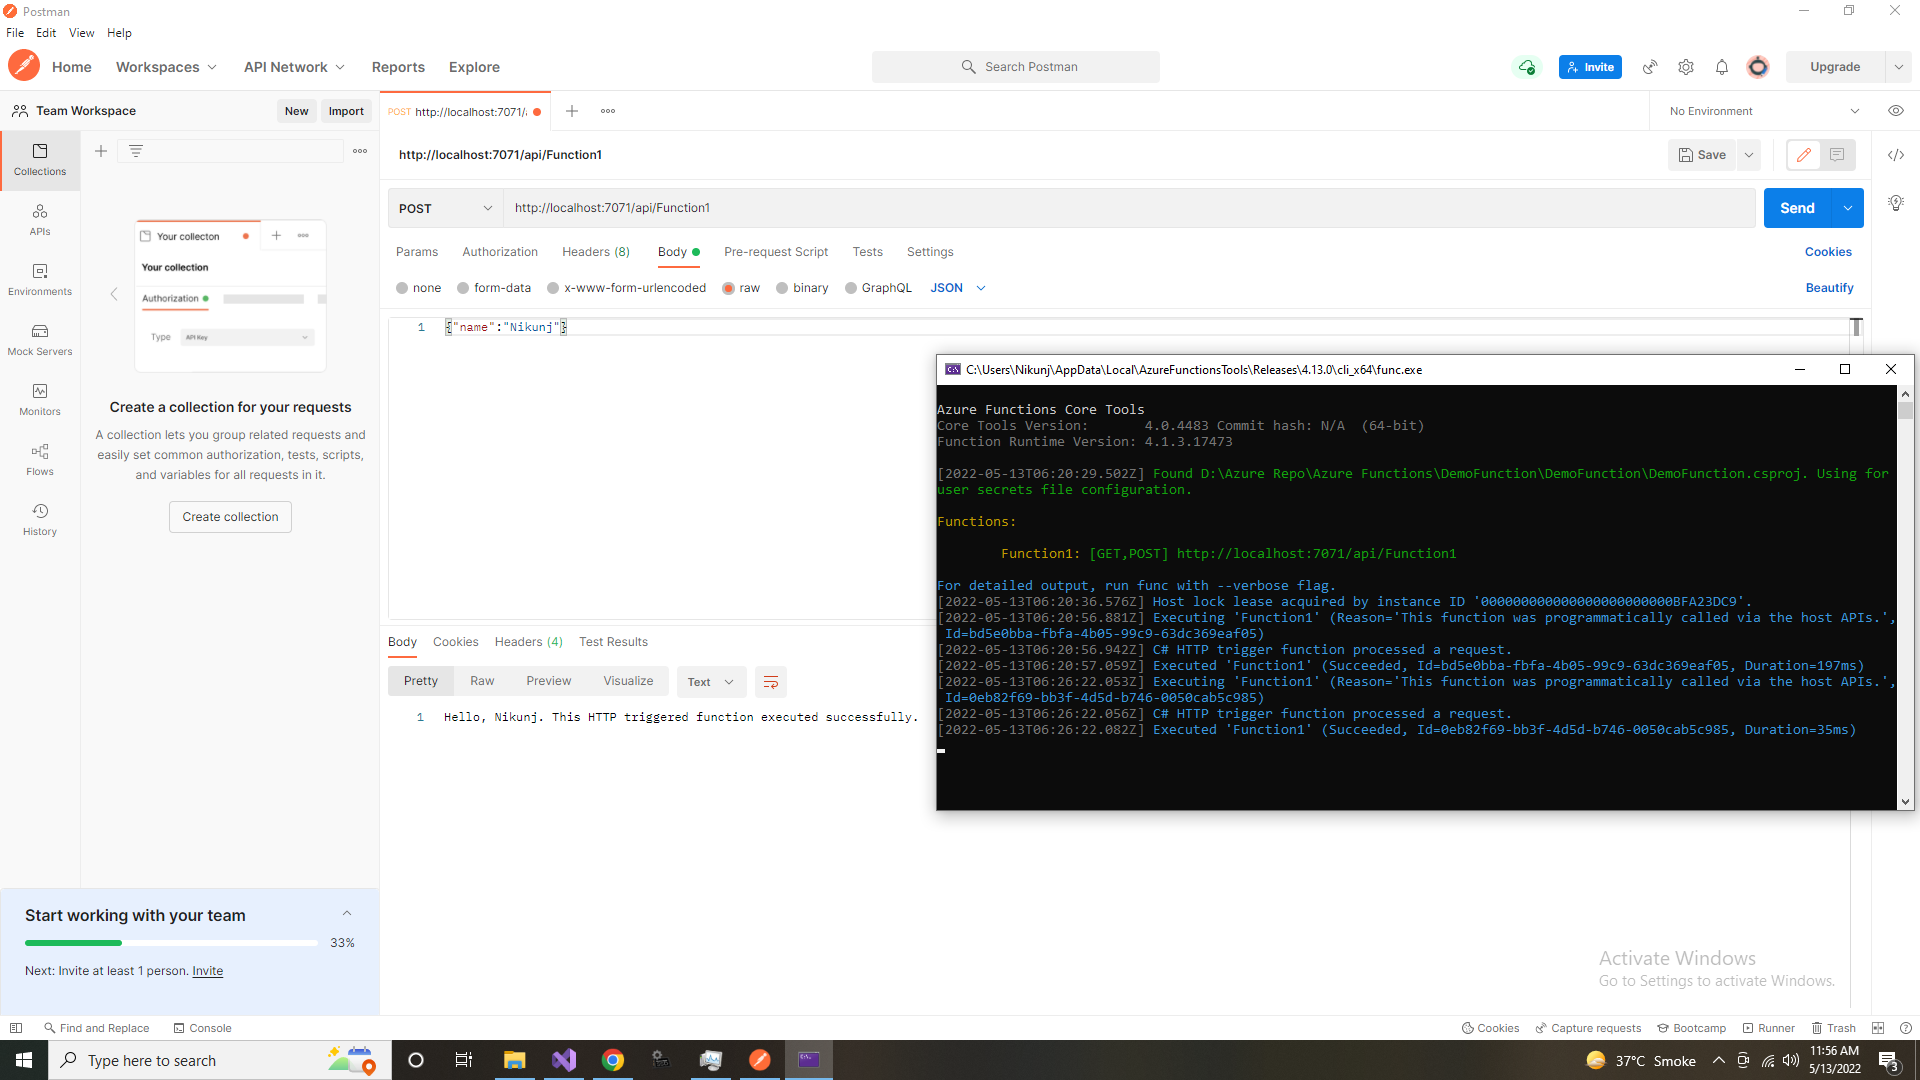 Postman
File Edit View Help
Home Workspaces API Network Reports Explore
Search Postman
Invite
Upgrade
Team Workspace
New Import
POST http://localhost:7071/
No Environment
http://localhost:7071/api/Function1
Save
Collections
APIs
Environments
Mock Servers
Monitors
Flows
History
Your collecton
Your collection
Authorization
Type API Key
Create a collection for your requests
A collection lets you group related requests and
easily set common authorization, tests, scripts,
and variables for all requests in it.
Create collection
POST http://localhost:7071/api/Function1
Send
Params Authorization Headers (8) Body Pre-request Script Tests Settings
Cookies
none form-data x-www-form-urlencoded raw binary GraphQL JSON
Beautify
1 {"name":"Nikunj"}
Body Cookies Headers (4) Test Results
Pretty Raw Preview Visualize Text
1 Hello, Nikunj. This HTTP triggered function executed successfully.
C:\Users\Nikunj\AppData\Local\AzureFunctionsTools\Releases\4.13.0\cli_x64\func.exe
Azure Functions Core Tools
Core Tools Version: 4.0.4483 Commit hash: N/A (64-bit)
Function Runtime Version: 4.1.3.17473
[2022-05-13T06:20:29.502Z] Found D:\Azure Repo\Azure Functions\DemoFunction\DemoFunction\DemoFunction.csproj. Using for
user secrets file configuration.
Functions:
Function1: [GET,POST] http://localhost:7071/api/Function1
For detailed output, run func with --verbose flag.
[2022-05-13T06:20:36.576Z] Host lock lease acquired by instance ID '000000000000000000000000BFA23DC9'.
[2022-05-13T06:20:56.881Z] Executing 'Function1' (Reason='This function was programmatically called via the host APIs.',
Id=bd5e0bba-fbfa-4b05-99c9-63dc369eaf05)
[2022-05-13T06:20:56.942Z] C# HTTP trigger function processed a request.
[2022-05-13T06:20:57.059Z] Executed 'Function1' (Succeeded, Id=bd5e0bba-fbfa-4b05-99c9-63dc369eaf05, Duration=197ms)
[2022-05-13T06:26:22.053Z] Executing 'Function1' (Reason='This function was programmatically called via the host APIs.',
Id=0eb82f69-bb3f-4d5d-b746-0050cab5c985)
[2022-05-13T06:26:22.056Z] C# HTTP trigger function processed a request.
[2022-05-13T06:26:22.082Z] Executed 'Function1' (Succeeded, Id=0eb82f69-bb3f-4d5d-b746-0050cab5c985, Duration=35ms)
Start working with your team
33%
Next: Invite at least 1 person. Invite
Activate Windows
Go to Settings to activate Windows.
Find and Replace Console
Cookies Capture requests Bootcamp Runner Trash
Type here to search
37°C Smoke
11:56 AM
5/13/2022
3